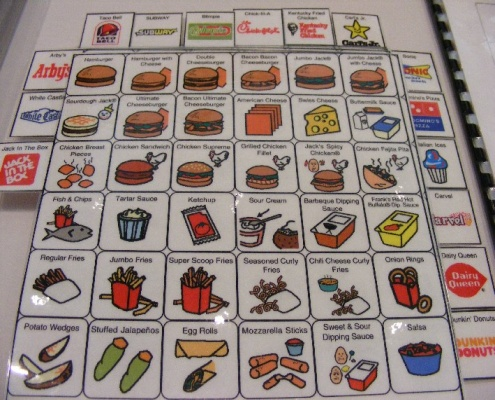 Taco Bell
SUBWAY
Blimpie
Chick-fil-A
Kentucky Fried Chicken
Carl's Jr.
TACO BELL
SUBWAY
Kentucky Fried Chicken
Carl's Jr.
Arby's
Hamburger
Hamburger with Cheese
Double Cheeseburger
Bacon Bacon Cheeseburger
Jumbo Jack®
Jumbo Jack® with Cheese
Sonic
Arby's
SONIC
White Castle
Sourdough Jack®
Ultimate Cheeseburger
Bacon Ultimate Cheeseburger
American Cheese
Swiss Cheese
Buttermilk Sauce
Domino's Pizza
White Castle
DOMINO'S PIZZA
Jack In The Box
Chicken Breast Pieces
Chicken Sandwich
Chicken Supreme
Grilled Chicken Fillet
Jack's Spicy Chicken®
Chicken Fajita Pita
Italian Ices
JACK IN THE BOX
Fish & Chips
Tartar Sauce
Ketchup
Sour Cream
Barbeque Dipping Sauce
Frank's Red Hot Buffalo® Dip Sauce
Carvel
Carvel
Regular Fries
Jumbo Fries
Super Scoop Fries
Seasoned Curly Fries
Chili Cheese Curly Fries
Onion Rings
Dairy Queen
Dairy Queen
Potato Wedges
Stuffed Jalapeños
Egg Rolls
Mozzarella Sticks
Sweet & Sour Dipping Sauce
Salsa
Dunkin' Donuts
DUNKIN' DONUTS